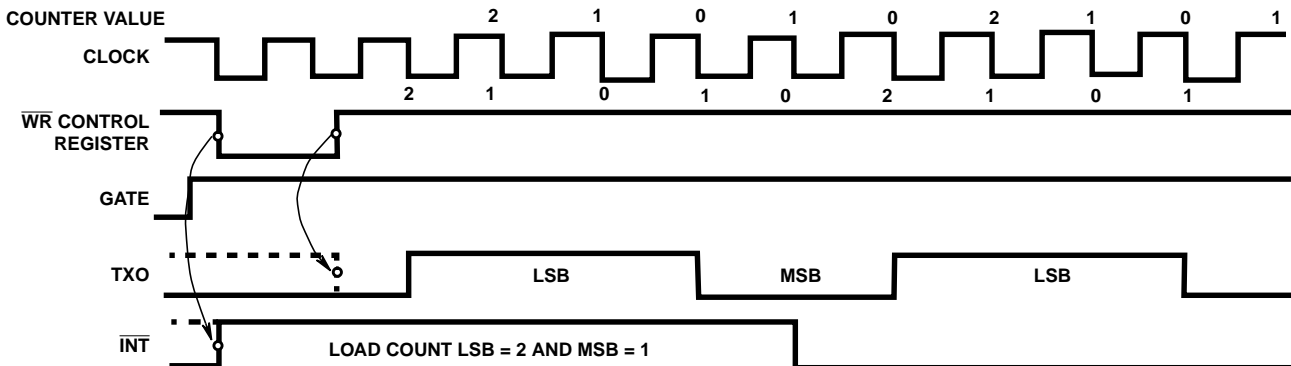 COUNTER VALUE 2 1 0 1 0 2 1 0 1
CLOCK
2 1 0 1 0 2 1 0 1
WR CONTROL
REGISTER
GATE
TXO LSB MSB LSB
INT LOAD COUNT LSB = 2 AND MSB = 1